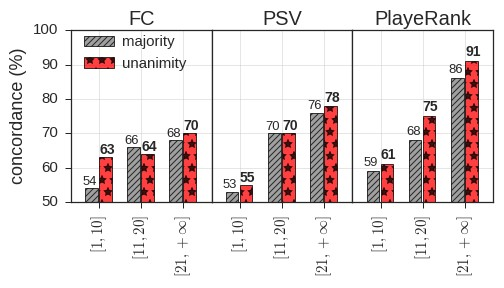 FC PSV PlayeRank
concordance (%)
100
90
80
70
60
50
majority
unanimity
54 63 66 64 68 70
53 55 70 70 76 78
59 61 68 75 86 91
[1, 10] [11, 20] [21, +∞]
[1, 10] [11, 20] [21, +∞]
[1, 10] [11, 20] [21, +∞]